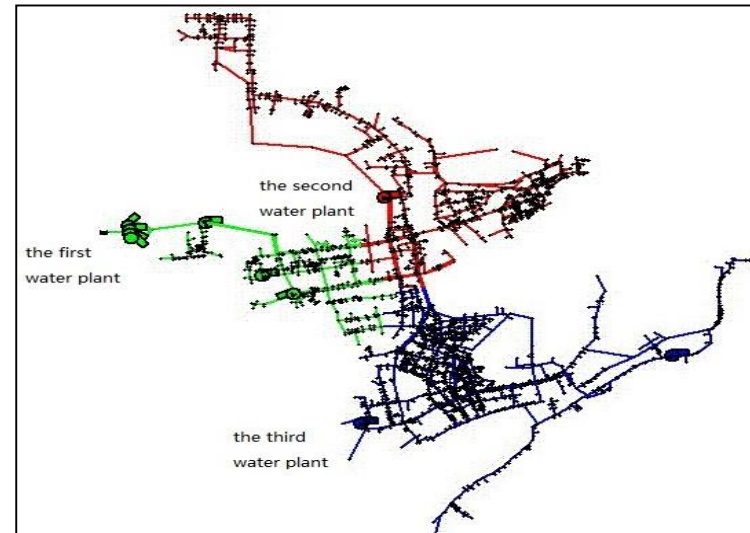 the second
water plant
the first
water plant
the third
water plant